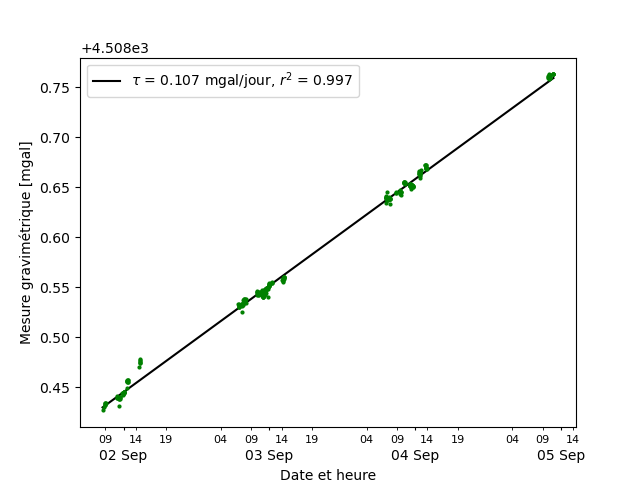 +4.508e3
τ = 0.107 mgal/jour, r² = 0.997
0.75
0.70
0.65
0.60
0.55
0.50
0.45
Mesure gravimétrique [mgal]
09 14 19 04 09 14 19 04 09 14 19 04 09 14
02 Sep 03 Sep 04 Sep 05 Sep
Date et heure